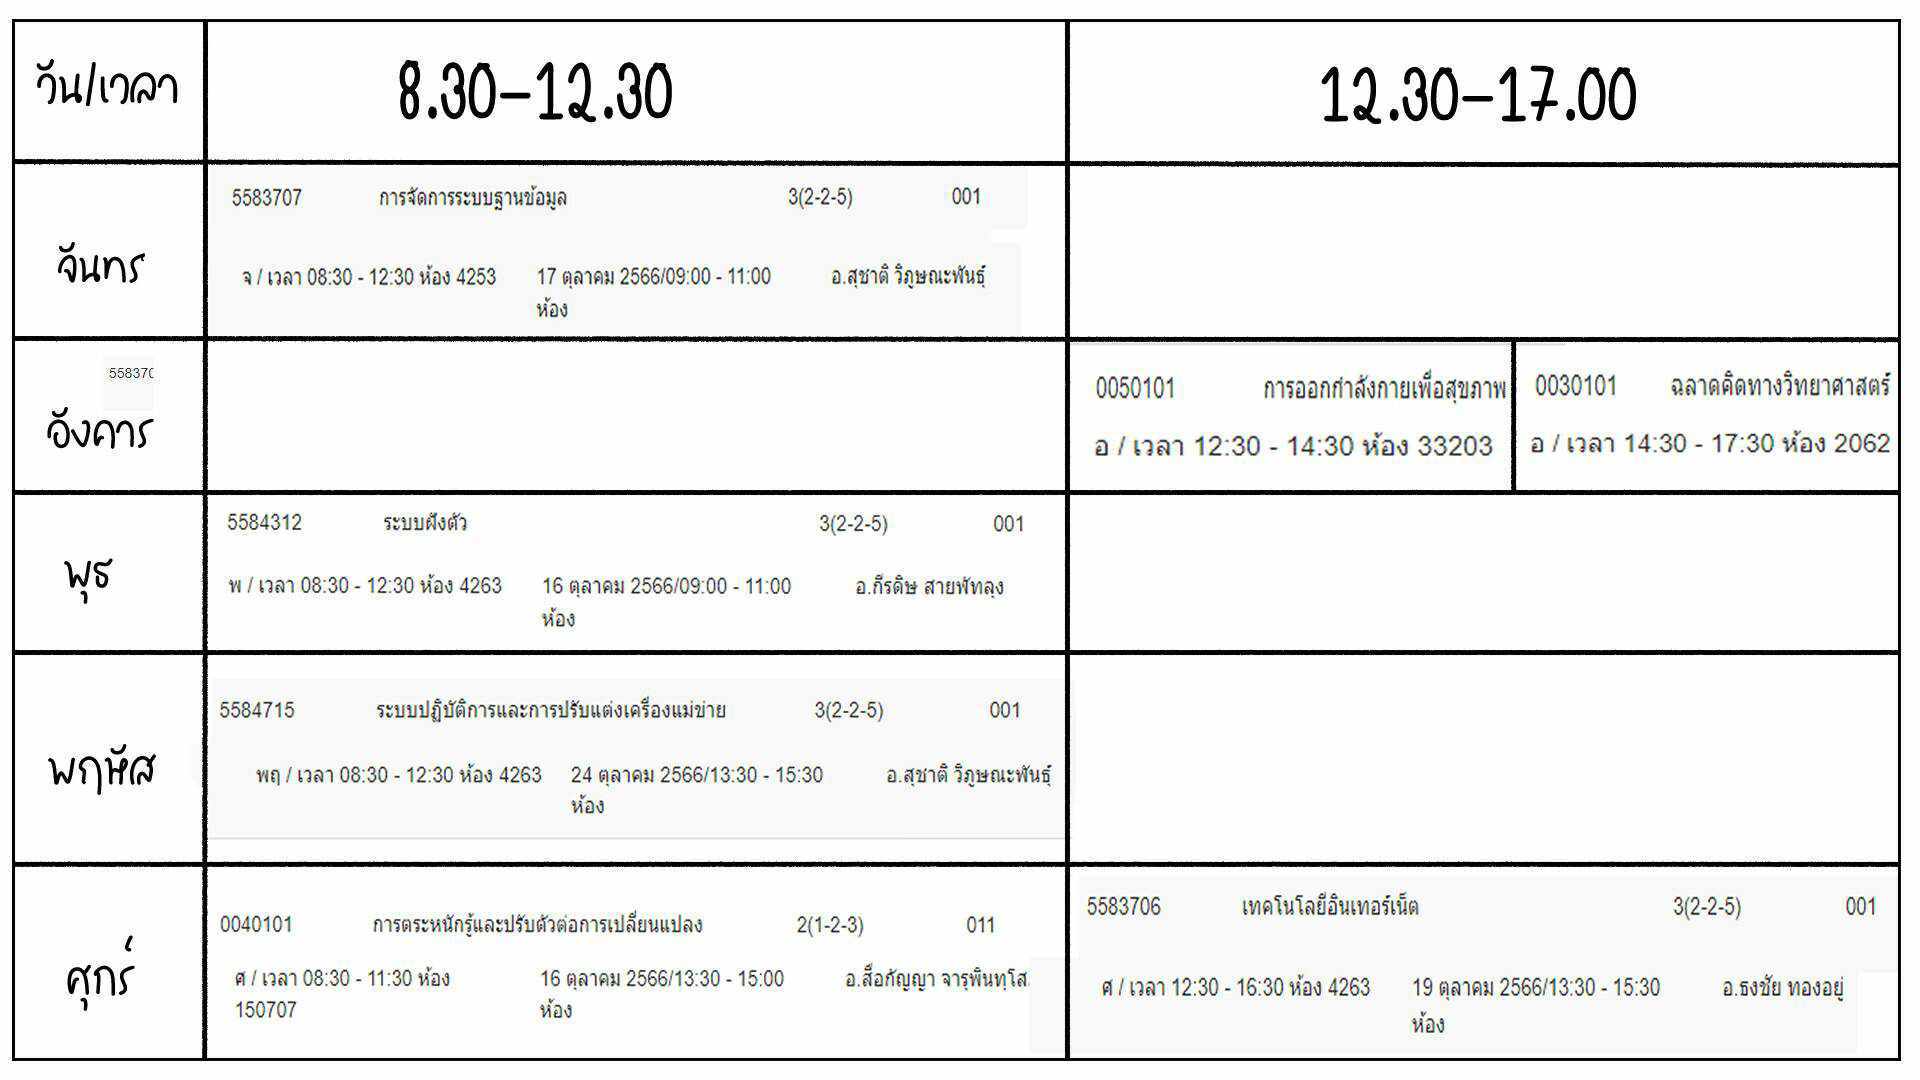 วัน/เวลา 8.30-12.30 12.30-17.00
5583707 การจัดการระบบฐานข้อมูล 3(2-2-5) 001
จันทร
จ / เวลา 08:30 - 12:30 ห้อง 4253 17 ตุลาคม 2566/09:00 - 11:00 อ.สุชาติ วิภูษณะพันธุ์
ห้อง
55837
อังคาร
0050101 การออกกำลังกายเพื่อสุขภาพ
อ / เวลา 12:30 - 14:30 ห้อง 33203
0030101 ฉลาดคิดทางวิทยาศาสตร์
อ / เวลา 14:30 - 17:30 ห้อง 2062
พุธ
5584312 ระบบฝังตัว 3(2-2-5) 001
พ / เวลา 08:30 - 12:30 ห้อง 4263 16 ตุลาคม 2566/09:00 - 11:00 อ.กีรดิษ สายพัทลุง
ห้อง
พฤหัส
5584715 ระบบปฏิบัติการและการปรับแต่งเครื่องแม่ข่าย 3(2-2-5) 001
พฤ / เวลา 08:30 - 12:30 ห้อง 4263 24 ตุลาคม 2566/13:30 - 15:30 อ.สุชาติ วิภูษณะพันธุ์
ห้อง
ศุกร์
0040101 การตระหนักรู้และปรับตัวต่อการเปลี่ยนแปลง 2(1-2-3) 011
ศ / เวลา 08:30 - 11:30 ห้อง 16 ตุลาคม 2566/13:30 - 15:00 อ.สื่อกัญญา จารุพินทุโส
150707 ห้อง
5583706 เทคโนโลยีอินเทอร์เน็ต 3(2-2-5) 001
ศ / เวลา 12:30 - 16:30 ห้อง 4263 19 ตุลาคม 2566/13:30 - 15:30 อ.ธงชัย ทองอยู่
ห้อง